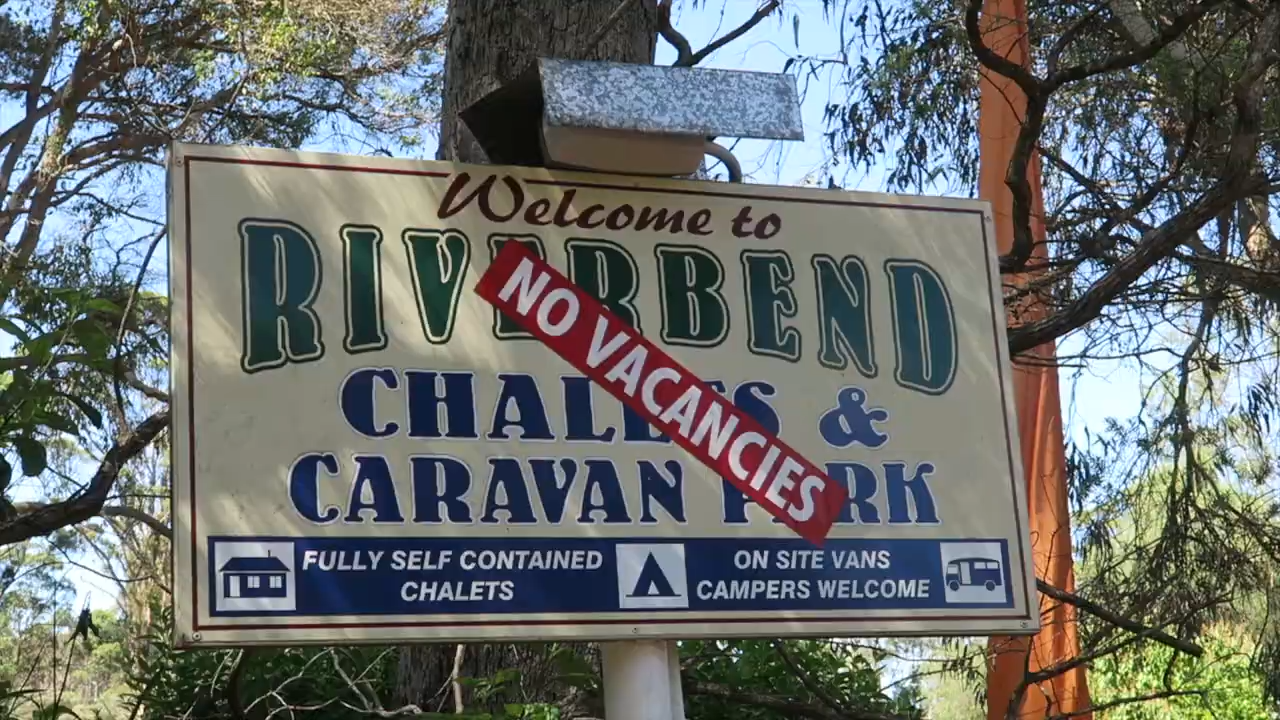 Welcome to
RIVERBEND
NO VACANCIES
CHALETS &
CARAVAN PARK
FULLY SELF CONTAINED
CHALETS
ON SITE VANS
CAMPERS WELCOME